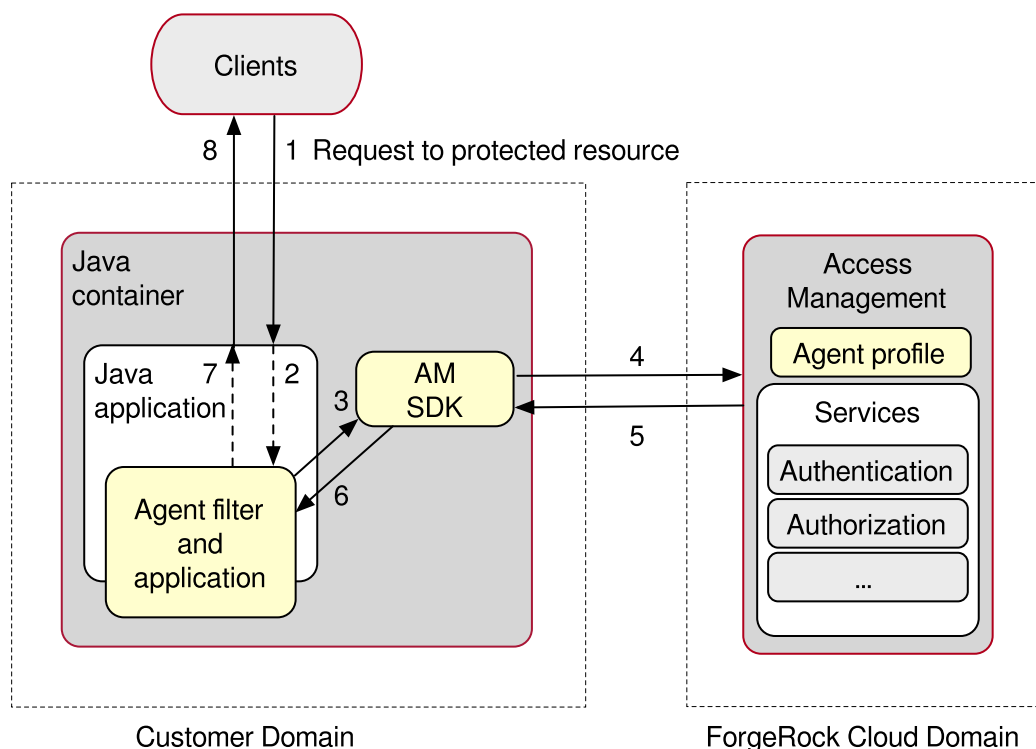 Clients
8
1 Request to protected resource
Java
container
Access
Management
Agent profile
Java
application
7
2
AM
SDK
3
4
5
6
Services
Authentication
Authorization
...
Agent filter
and
application
Customer Domain
ForgeRock Cloud Domain